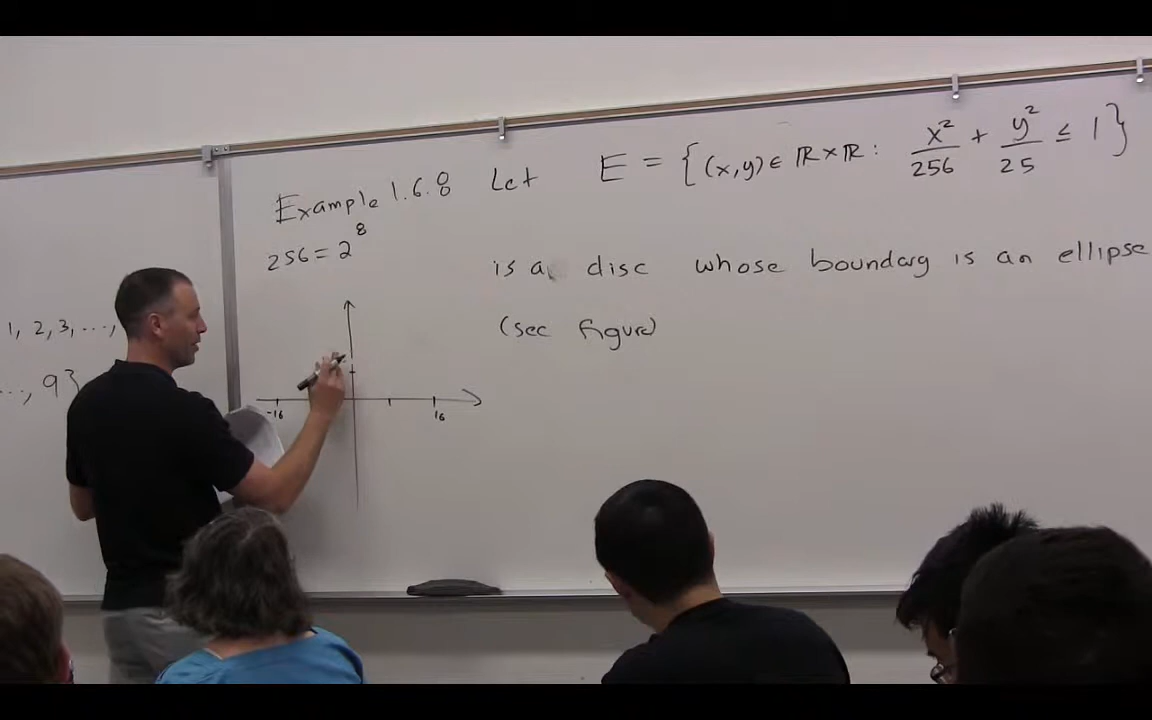 Example 1.6.8 Let E = {(x,y) ∈ ℝ×ℝ : x²/256 + y²/25 ≤ 1}
256 = 2⁸
is a disc whose boundary is an ellipse
(see figure)
1, 2, 3, ...,
..., 9}
-16 16